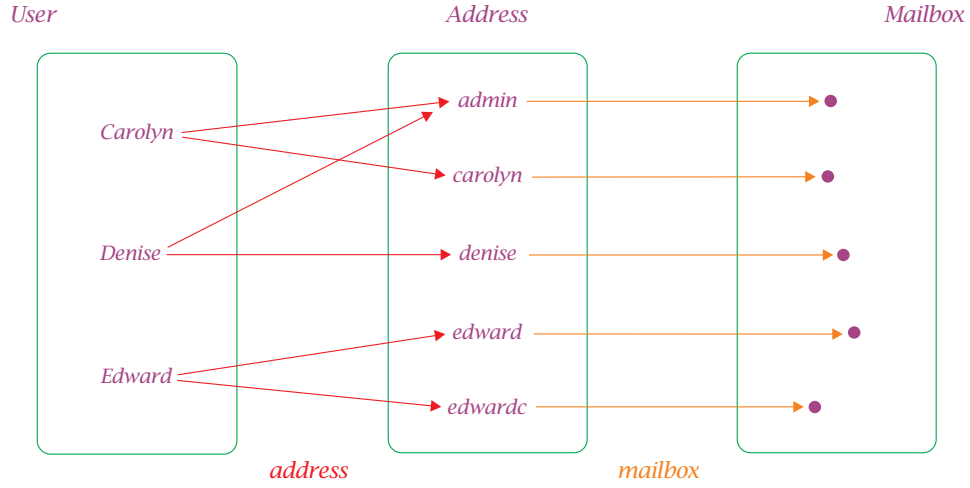 User
Address
Mailbox
Carolyn
Denise
Edward
admin
carolyn
denise
edward
edwardc
address
mailbox